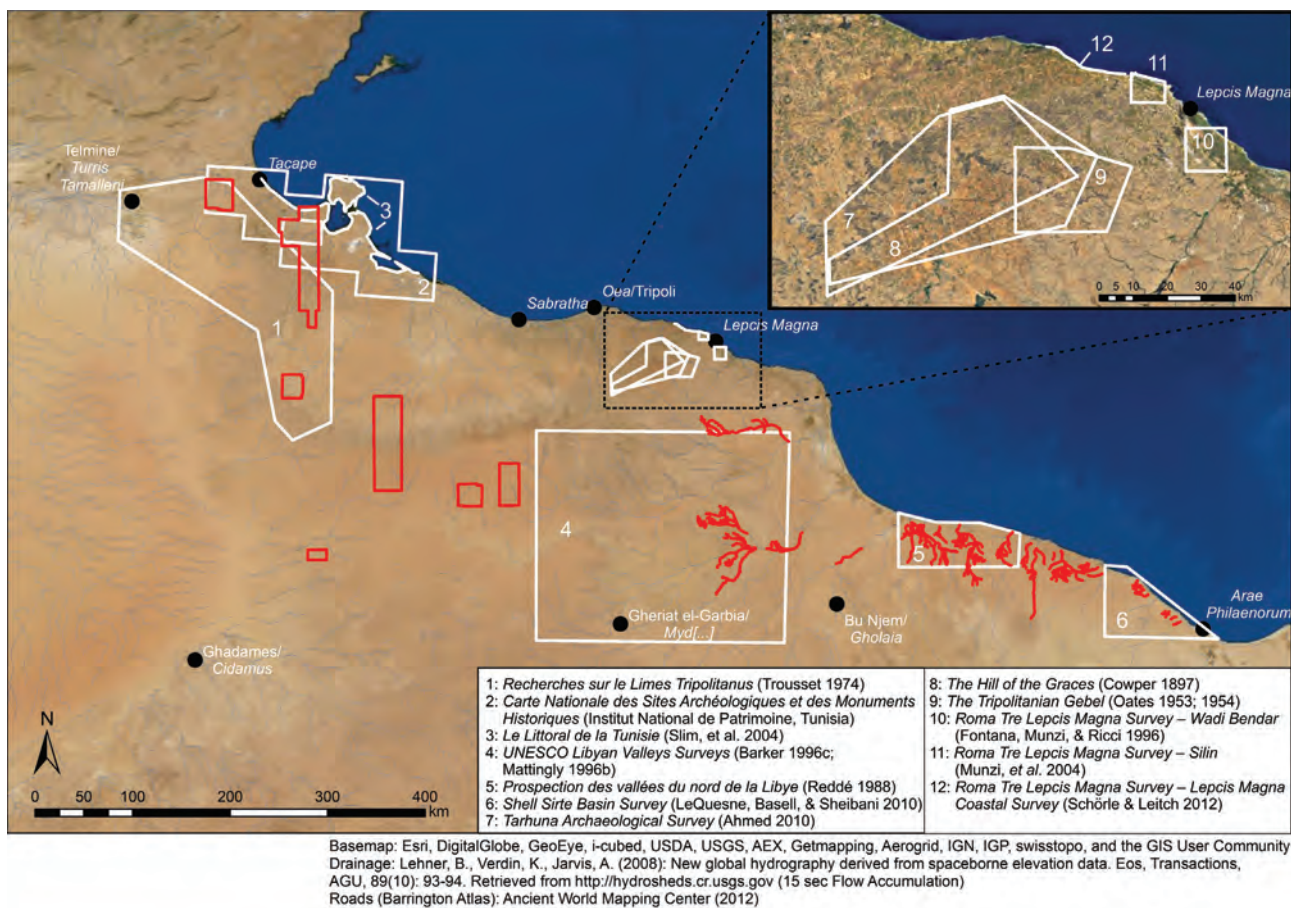 12
11
Lepcis Magna
10
9
7
8
0 5 10 20 30 40
km
Telmine/
Turris
Tamalleni
Tacape
3
2
1
Sabratha
Oea/Tripoli
Lepcis Magna
4
5
6
Gheriat el-Garbia/
Myd[...]
Bu Njem/
Gholaia
Arae
Philaenorum
Ghadames/
Cidamus
N
0 50 100 200 300 400
km
1: Recherches sur le Limes Tripolitanus (Trousset 1974)
2: Carte Nationale des Sites Archéologiques et des Monuments
Historiques (Institut National de Patrimoine, Tunisia)
3: Le Littoral de la Tunisie (Slim, et al. 2004)
4: UNESCO Libyan Valleys Surveys (Barker 1996c;
Mattingly 1996b)
5: Prospection des vallées du nord de la Libye (Reddé 1988)
6: Shell Sirte Basin Survey (LeQuesne, Basell, & Sheibani 2010)
7: Tarhuna Archaeological Survey (Ahmed 2010)
8: The Hill of the Graces (Cowper 1897)
9: The Tripolitanian Gebel (Oates 1953; 1954)
10: Roma Tre Lepcis Magna Survey – Wadi Bendar
(Fontana, Munzi, & Ricci 1996)
11: Roma Tre Lepcis Magna Survey – Silin
(Munzi, et al. 2004)
12: Roma Tre Lepcis Magna Survey – Lepcis Magna
Coastal Survey (Schörle & Leitch 2012)
Basemap: Esri, DigitalGlobe, GeoEye, i-cubed, USDA, USGS, AEX, Getmapping, Aerogrid, IGN, IGP, swisstopo, and the GIS User Community
Drainage: Lehner, B., Verdin, K., Jarvis, A. (2008): New global hydrography derived from spaceborne elevation data. Eos, Transactions,
AGU, 89(10): 93-94. Retrieved from http://hydrosheds.cr.usgs.gov (15 sec Flow Accumulation)
Roads (Barrington Atlas): Ancient World Mapping Center (2012)